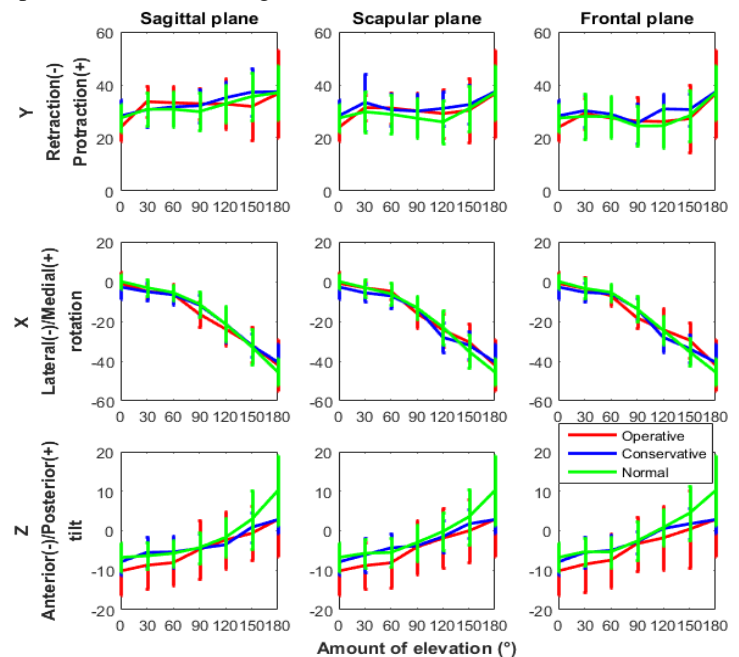 Sagittal plane Scapular plane Frontal plane
Y
Retraction(-)
Protraction(+)
60 60 60
40 40 40
20 20 20
0 0 0
0 30 60 90 120 150 180 0 30 60 90 120 150 180 0 30 60 90 120 150 180
X
Lateral(-)/Medial(+)
rotation
20 20 20
0 0 0
-20 -20 -20
-40 -40 -40
-60 -60 -60
0 30 60 90 120 150 180 0 30 60 90 120 150 180 0 30 60 90 120 150 180
Z
Anterior(-)/Posterior(+)
tilt
20 20 20
10 10 10
0 0 0
-10 -10 -10
-20 -20 -20
Operative
Conservative
Normal
0 30 60 90 120 150 180 0 30 60 90 120 150 180 0 30 60 90 120 150 180
Amount of elevation (°)